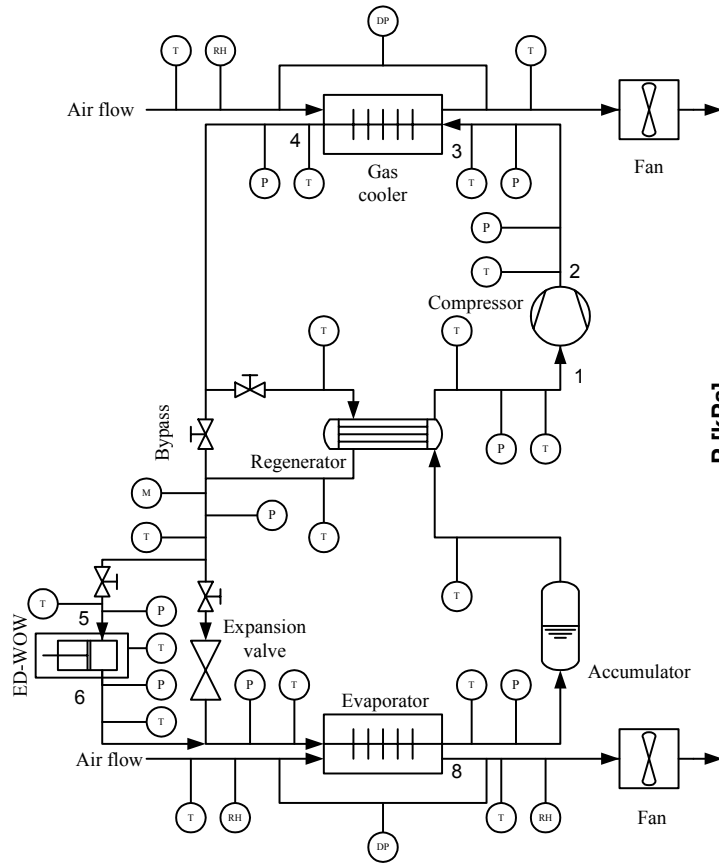 DP
T
RH
T
Air flow
4
3
Gas
cooler
Fan
P
T
T
P
P
T
2
Compressor
T
T
1
Bypass
Regenerator
P
T
P [kPa]
M
P
T
T
T
T
5
P
Expansion
valve
ED-WOW
T
6
P
T
P
T
Evaporator
T
P
Accumulator
Air flow
8
T
RH
T
RH
Fan
DP